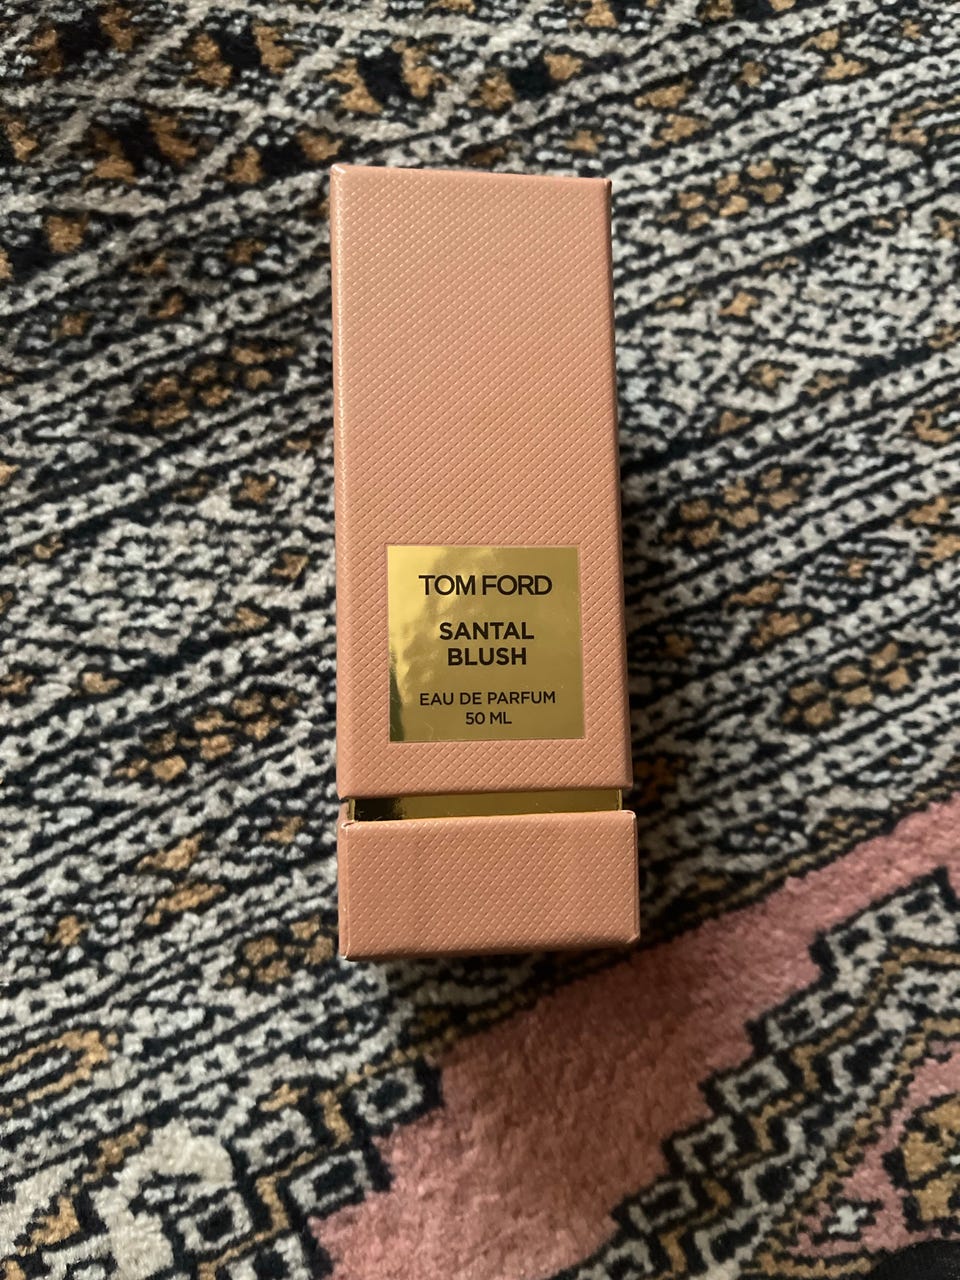 TOM FORD
SANTAL
BLUSH
EAU DE PARFUM
50 ML